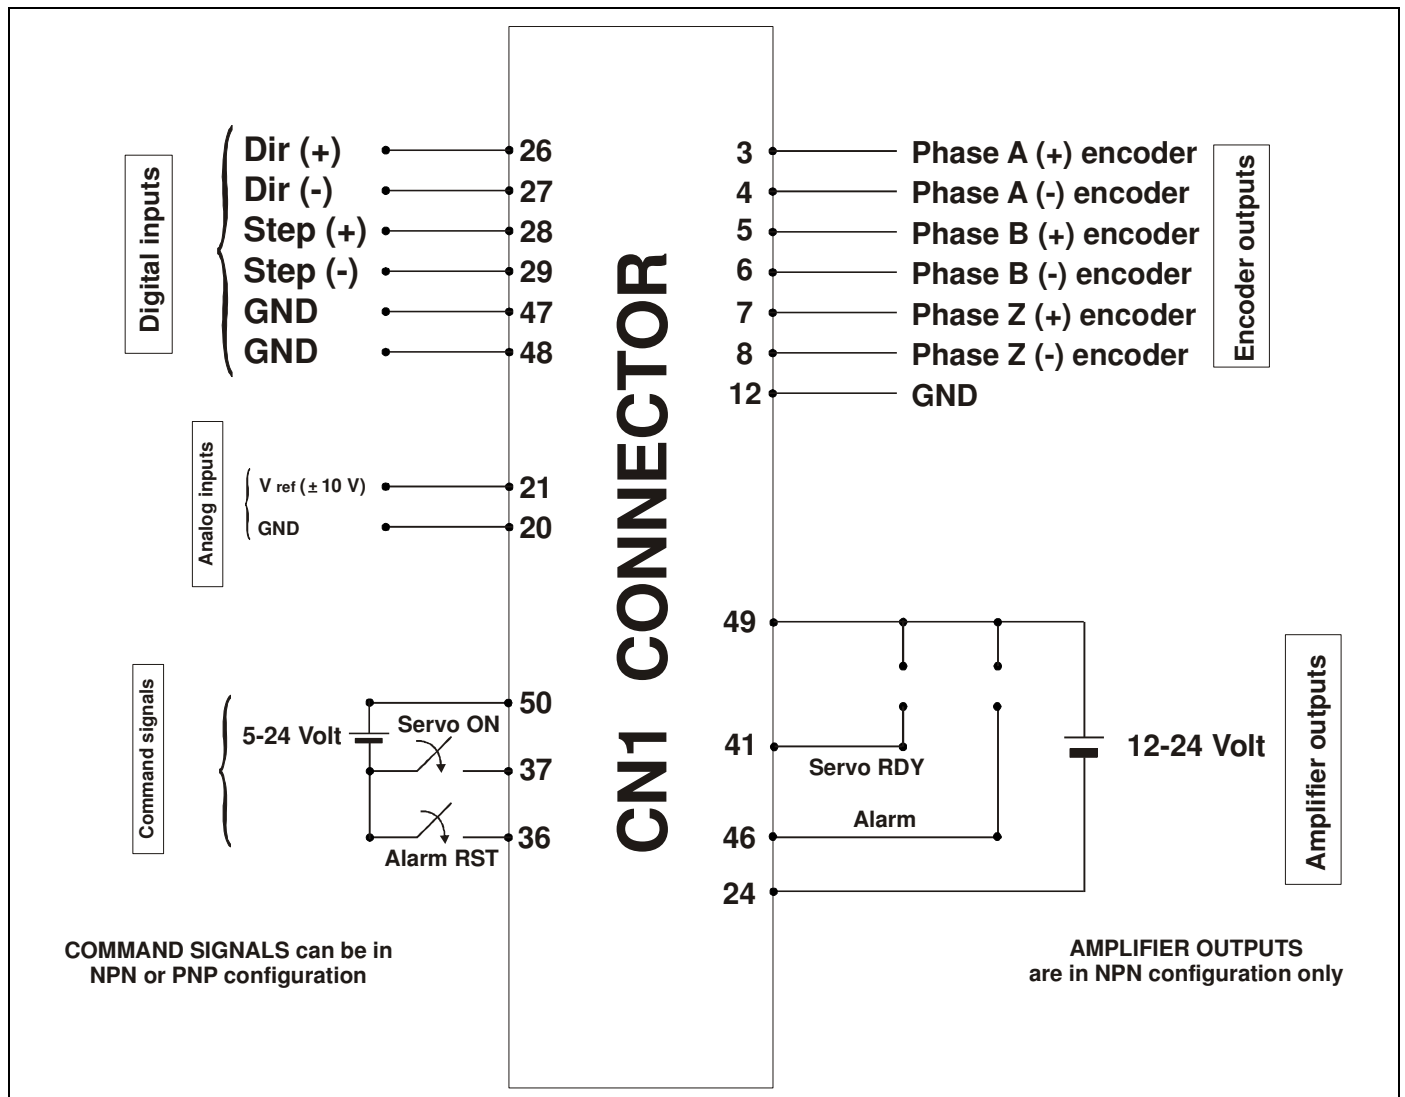 Digital inputs
Dir (+) 26
Dir (-) 27
Step (+) 28
Step (-) 29
GND 47
GND 48
Analog inputs
V ref (± 10 V) 21
GND 20
Command signals
50
5-24 Volt
Servo ON
37
36
Alarm RST
COMMAND SIGNALS can be in
NPN or PNP configuration
CN1 CONNECTOR
3 Phase A (+) encoder
4 Phase A (-) encoder
5 Phase B (+) encoder
6 Phase B (-) encoder
7 Phase Z (+) encoder
8 Phase Z (-) encoder
12 GND
Encoder outputs
49
41
Servo RDY
12-24 Volt
Alarm
46
24
Amplifier outputs
AMPLIFIER OUTPUTS
are in NPN configuration only